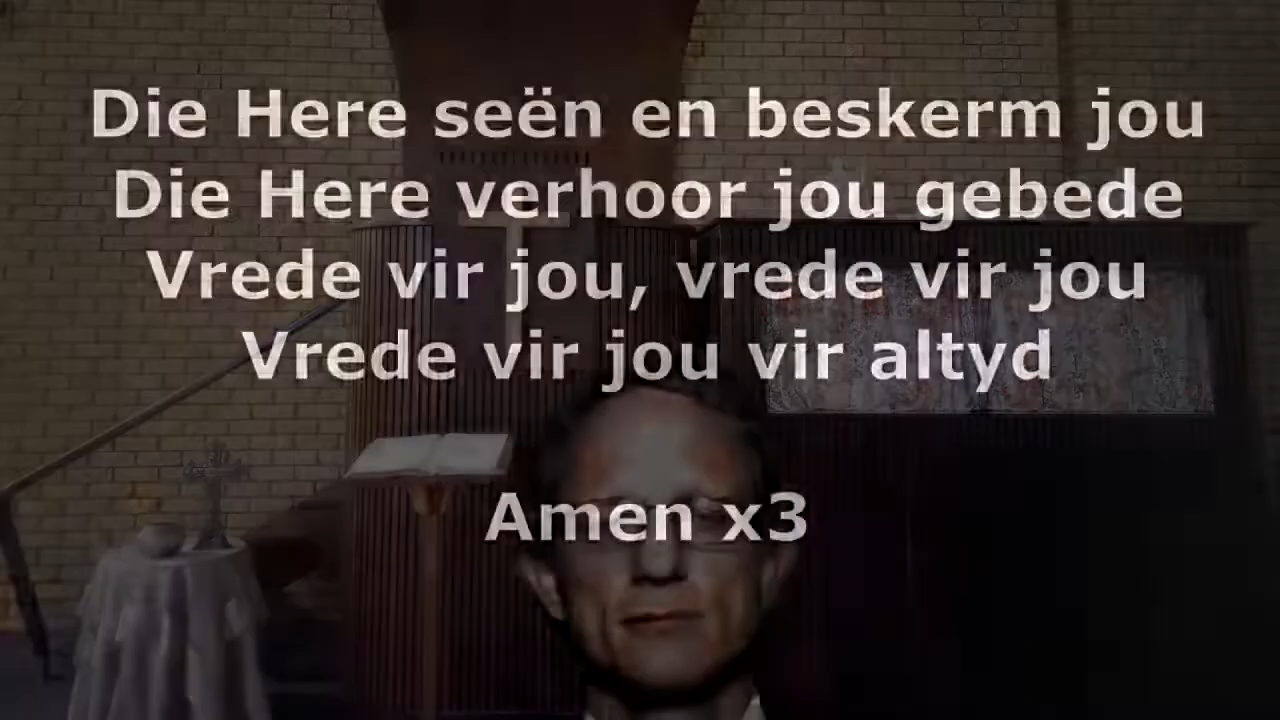 Die Here seën en beskerm jou
Die Here verhoor jou gebede
Vrede vir jou, vrede vir jou
Vrede vir jou vir altyd
Amen x3